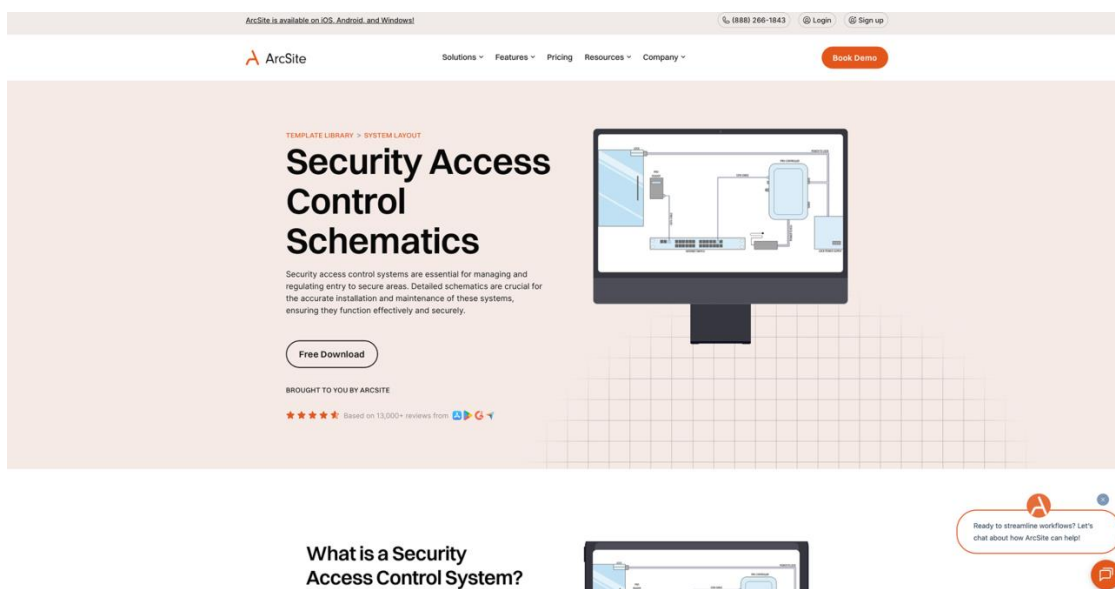 ArcSite is available on iOS, Android, and Windows!
(888) 266-1843
Login
Sign up
ArcSite
Solutions
Features
Pricing
Resources
Company
Book Demo
TEMPLATE LIBRARY > SYSTEM LAYOUT
Security Access
Control
Schematics
Security access control systems are essential for managing and
regulating entry to secure areas. Detailed schematics are crucial for
the accurate installation and maintenance of these systems,
ensuring they function effectively and securely.
Free Download
BROUGHT TO YOU BY ARCSITE
Based on 13,000+ reviews from
Ready to streamline workflows? Let's
chat about how ArcSite can help!
What is a Security
Access Control System?